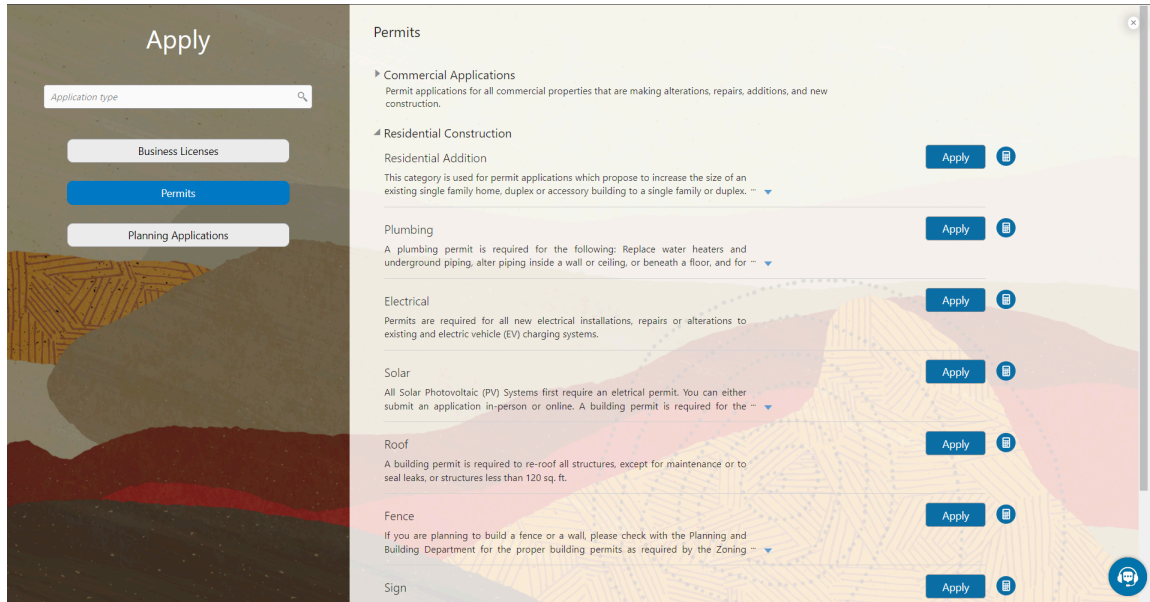 Apply
Application type
Business Licenses
Permits
Planning Applications
Permits
Commercial Applications
Permit applications for all commercial properties that are making alterations, repairs, additions, and new
construction.
Residential Construction
Residential Addition
Apply
This category is used for permit applications which propose to increase the size of an
existing single family home, duplex or accessory building to a single family or duplex. ...
Plumbing
Apply
A plumbing permit is required for the following: Replace water heaters and
underground piping, alter piping inside a wall or ceiling, or beneath a floor, and for ...
Electrical
Apply
Permits are required for all new electrical installations, repairs or alterations to
existing and electric vehicle (EV) charging systems.
Solar
Apply
All Solar Photovoltaic (PV) Systems first require an eletrical permit. You can either
submit an application in-person or online. A building permit is required for the ...
Roof
Apply
A building permit is required to re-roof all structures, except for maintenance or to
seal leaks, or structures less than 120 sq. ft.
Fence
Apply
If you are planning to build a fence or a wall, please check with the Planning and
Building Department for the proper building permits as required by the Zoning ...
Sign
Apply